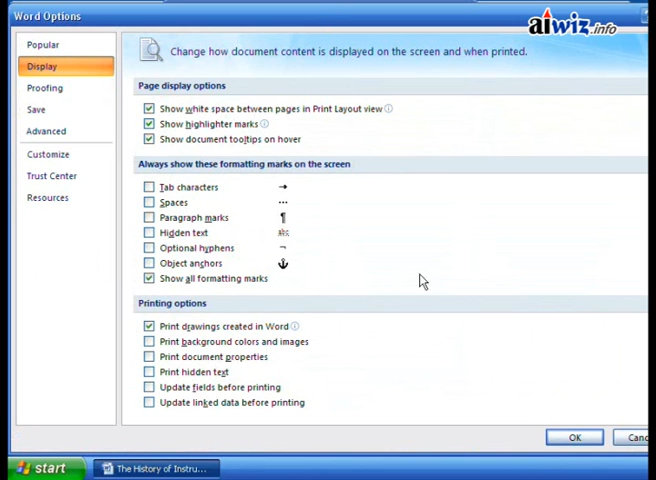 Word Options
aiwiz.info
Popular
Display
Proofing
Save
Advanced
Customize
Trust Center
Resources
Change how document content is displayed on the screen and when printed.
Page display options
Show white space between pages in Print Layout view
Show highlighter marks
Show document tooltips on hover
Always show these formatting marks on the screen
Tab characters →
Spaces ...
Paragraph marks ¶
Hidden text abc
Optional hyphens ¬
Object anchors
Show all formatting marks
Printing options
Print drawings created in Word
Print background colors and images
Print document properties
Print hidden text
Update fields before printing
Update linked data before printing
OK
Canc
start
The History of Instru...